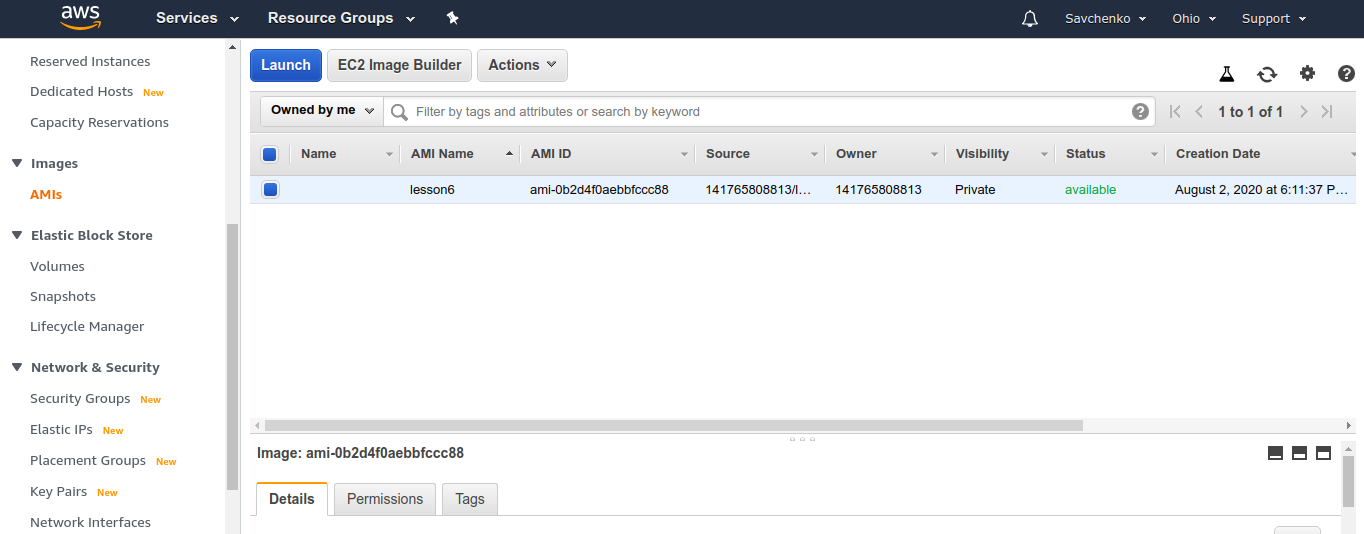 aws Services Resource Groups Savchenko Ohio Support
Reserved Instances
Dedicated Hosts New
Capacity Reservations
Images
AMIs
Elastic Block Store
Volumes
Snapshots
Lifecycle Manager
Network & Security
Security Groups New
Elastic IPs New
Placement Groups New
Key Pairs New
Network Interfaces
Launch EC2 Image Builder Actions
Owned by me Filter by tags and attributes or search by keyword ? 1 to 1 of 1
Name AMI Name AMI ID Source Owner Visibility Status Creation Date
lesson6 ami-0b2d4f0aebbfccc88 141765808813/l… 141765808813 Private available August 2, 2020 at 6:11:37 P…
Image: ami-0b2d4f0aebbfccc88
Details Permissions Tags